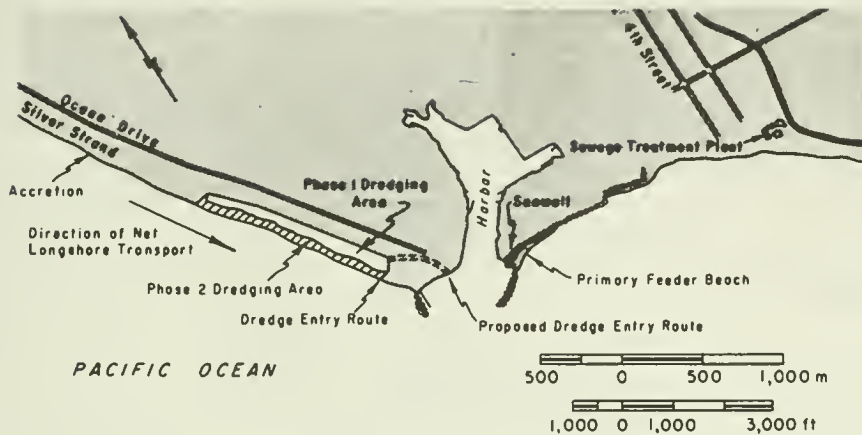 4th Street
Ocean Drive
Silver Strand
Sewage Treatment Plant
Phase 1 Dredging
Area
Harbor
Accretion
Seawall
Direction of Net
Longshore Transport
Primary Feeder Beach
Phase 2 Dredging Area
Dredge Entry Route
Proposed Dredge Entry Route
PACIFIC OCEAN
500 0 500 1,000 m
1,000 0 1,000 3,000 ft